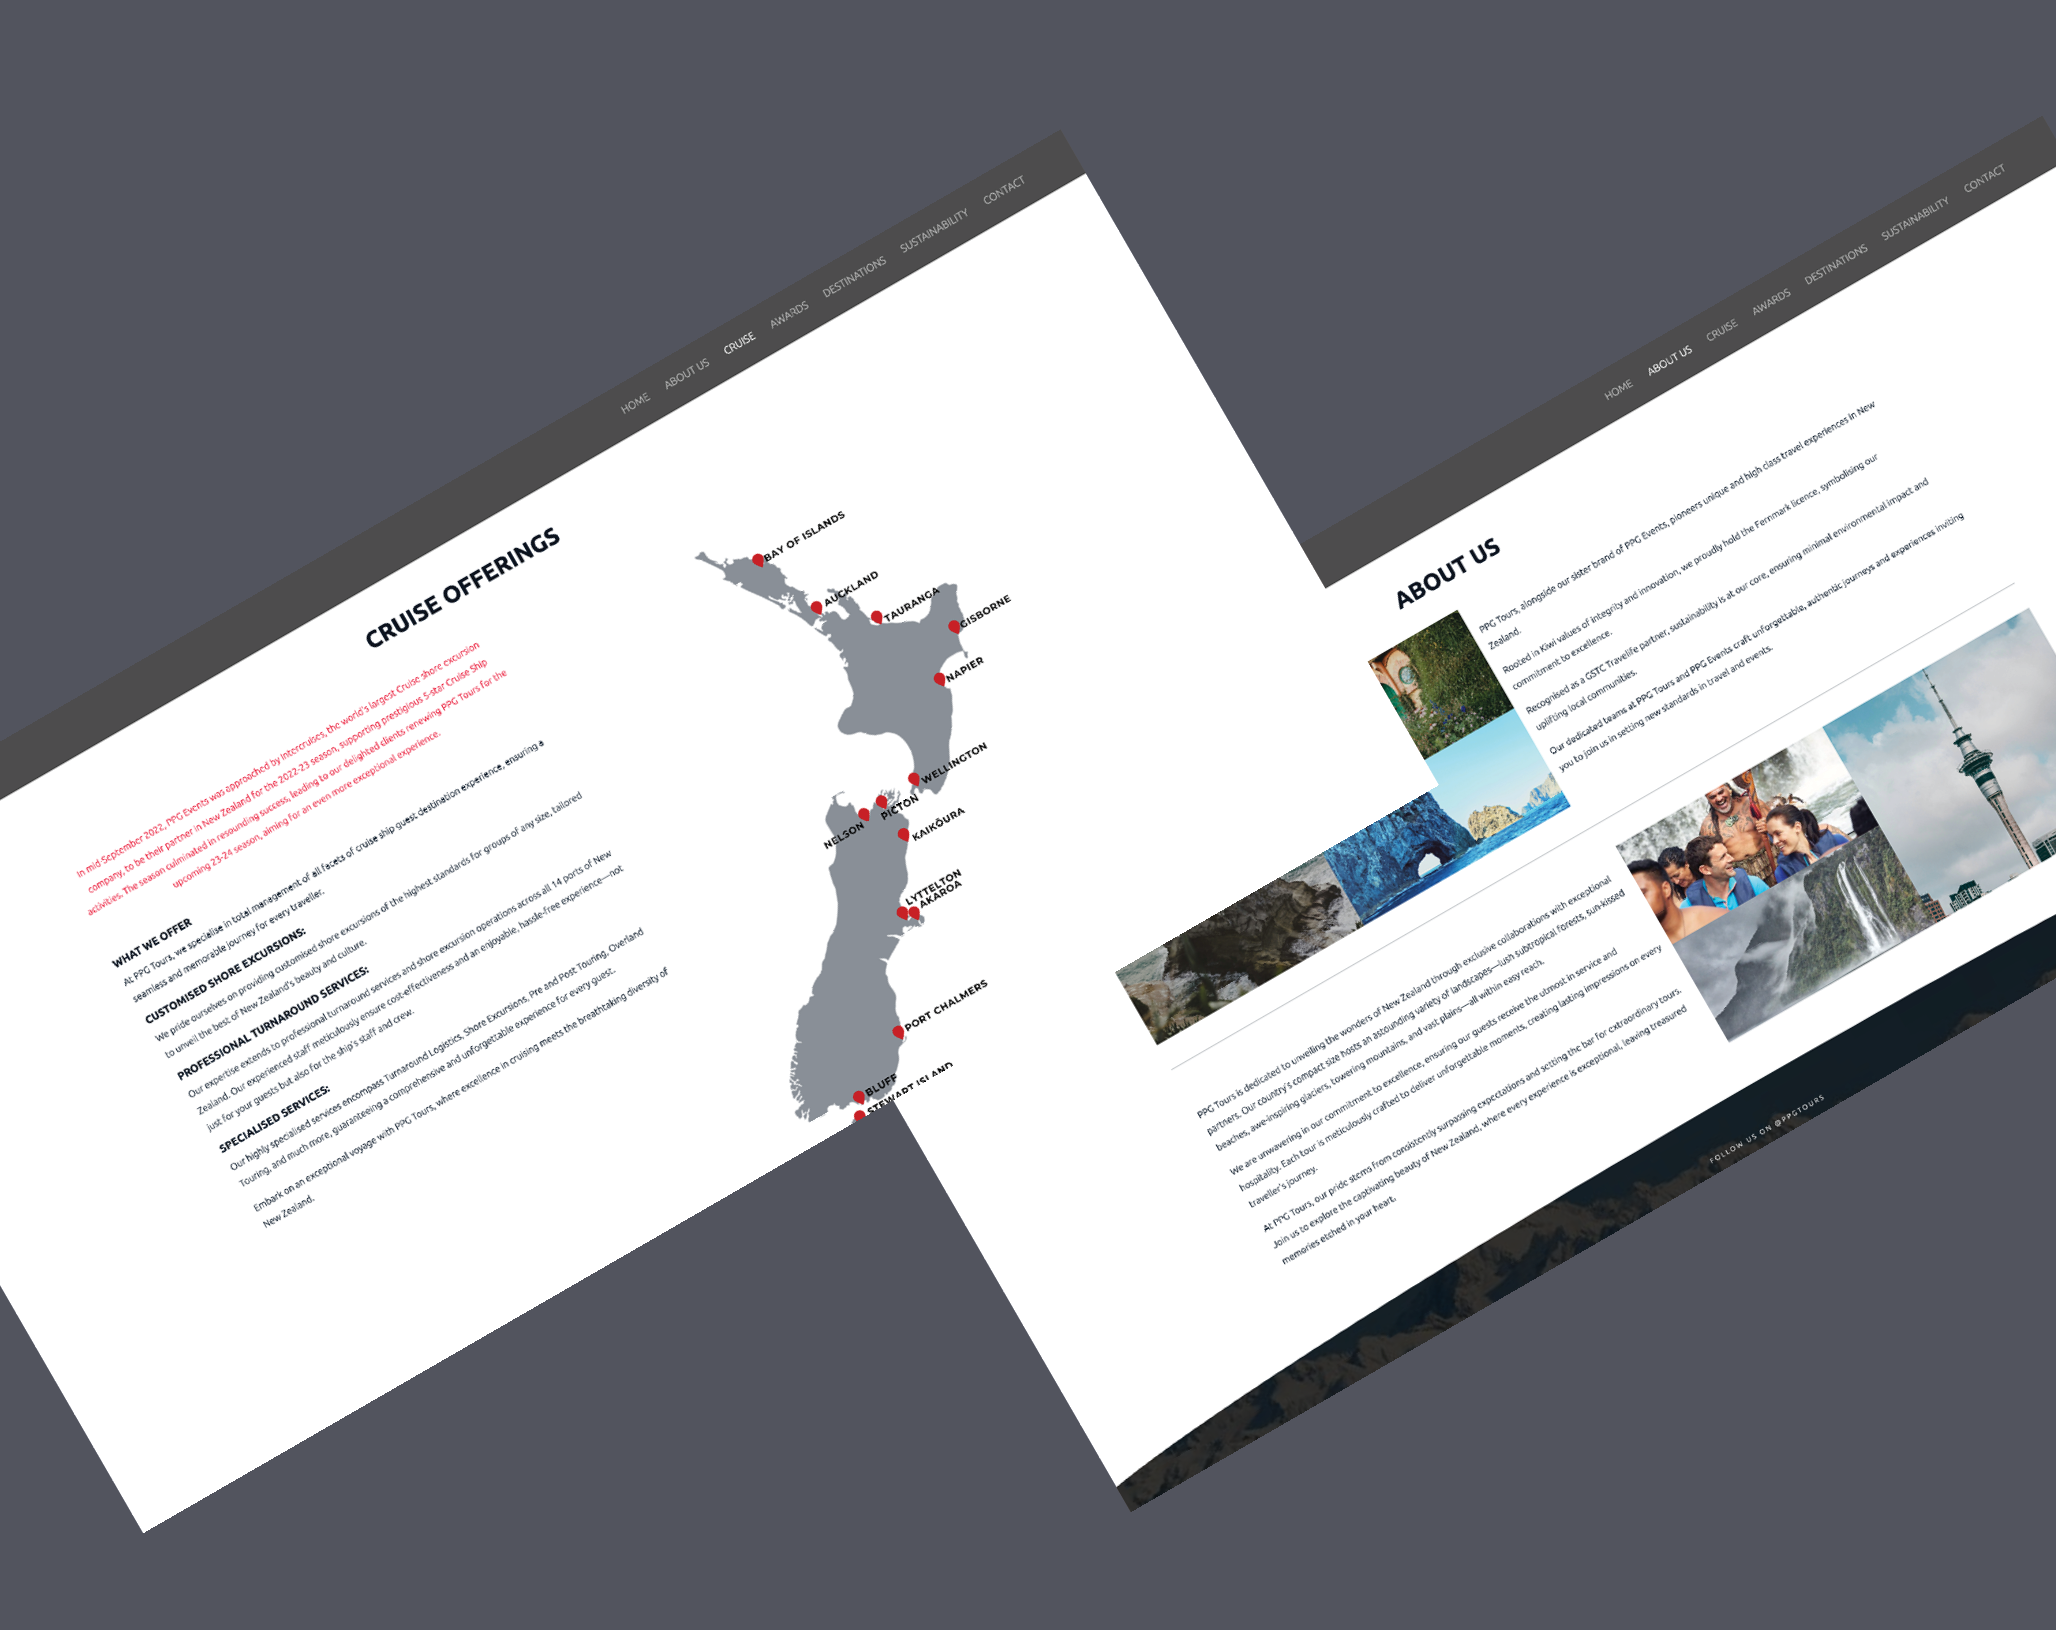 HOME ABOUT US CRUISE AWARDS DESTINATIONS SUSTAINABILITY CONTACT
CRUISE OFFERINGS
In mid-September 2022, PPG Events was approached by Intercruises, the world's largest Cruise shore excursion
company, to be their partner in New Zealand for the 2022-23 season, supporting prestigious 5-star Cruise Ship
activities. The season culminated in resounding success, leading to our delighted clients renewing PPG Tours for the
upcoming 23-24 season, aiming for an even more exceptional experience.
WHAT WE OFFER
At PPG Tours, we specialise in total management of all facets of cruise ship guest destination experience, ensuring a
seamless and memorable journey for every traveller.
CUSTOMISED SHORE EXCURSIONS:
We pride ourselves on providing customised shore excursions of the highest standards for groups of any size, tailored
to unveil the best of New Zealand's beauty and culture.
PROFESSIONAL TURNAROUND SERVICES:
Our expertise extends to professional turnaround services and shore excursion operations across all 14 ports of New
Zealand. Our experienced staff meticulously ensure cost-effectiveness and an enjoyable, hassle-free experience—not
just for your guests but also for the ship's staff and crew.
SPECIALISED SERVICES:
Our highly specialised services encompass Turnaround Logistics, Shore Excursions, Pre and Post Touring, Overland
Touring, and much more, guaranteeing a comprehensive and unforgettable experience for every guest.
Embark on an exceptional voyage with PPG Tours, where excellence in cruising meets the breathtaking diversity of
New Zealand.
BAY OF ISLANDS
AUCKLAND
TAURANGA
GISBORNE
NAPIER
WELLINGTON
PICTON
NELSON
KAIKŌURA
LYTTELTON
AKAROA
PORT CHALMERS
BLUFF
STEWART ISLAND
HOME ABOUT US CRUISE AWARDS DESTINATIONS SUSTAINABILITY CONTACT
ABOUT US
PPG Tours, alongside our sister brand of PPG Events, pioneers unique and high class travel experiences in New
Zealand.
Rooted in Kiwi values of integrity and innovation, we proudly hold the Fernmark licence, symbolising our
commitment to excellence.
Recognised as a GSTC Travelife partner, sustainability is at our core, ensuring minimal environmental impact and
uplifting local communities.
Our dedicated teams at PPG Tours and PPG Events craft unforgettable, authentic journeys and experiences inviting
you to join us in setting new standards in travel and events.
PPG Tours is dedicated to unveiling the wonders of New Zealand through exclusive collaborations with exceptional
partners. Our country's compact size hosts an astounding variety of landscapes—lush subtropical forests, sun-kissed
beaches, awe-inspiring glaciers, towering mountains, and vast plains—all within easy reach.
We are unwavering in our commitment to excellence, ensuring our guests receive the utmost in service and
hospitality. Each tour is meticulously crafted to deliver unforgettable moments, creating lasting impressions on every
traveller's journey.
At PPG Tours, our pride stems from consistently surpassing expectations and setting the bar for extraordinary tours.
Join us to explore the captivating beauty of New Zealand, where every experience is exceptional, leaving treasured
memories etched in your heart.
FOLLOW US ON @PPGTOURS